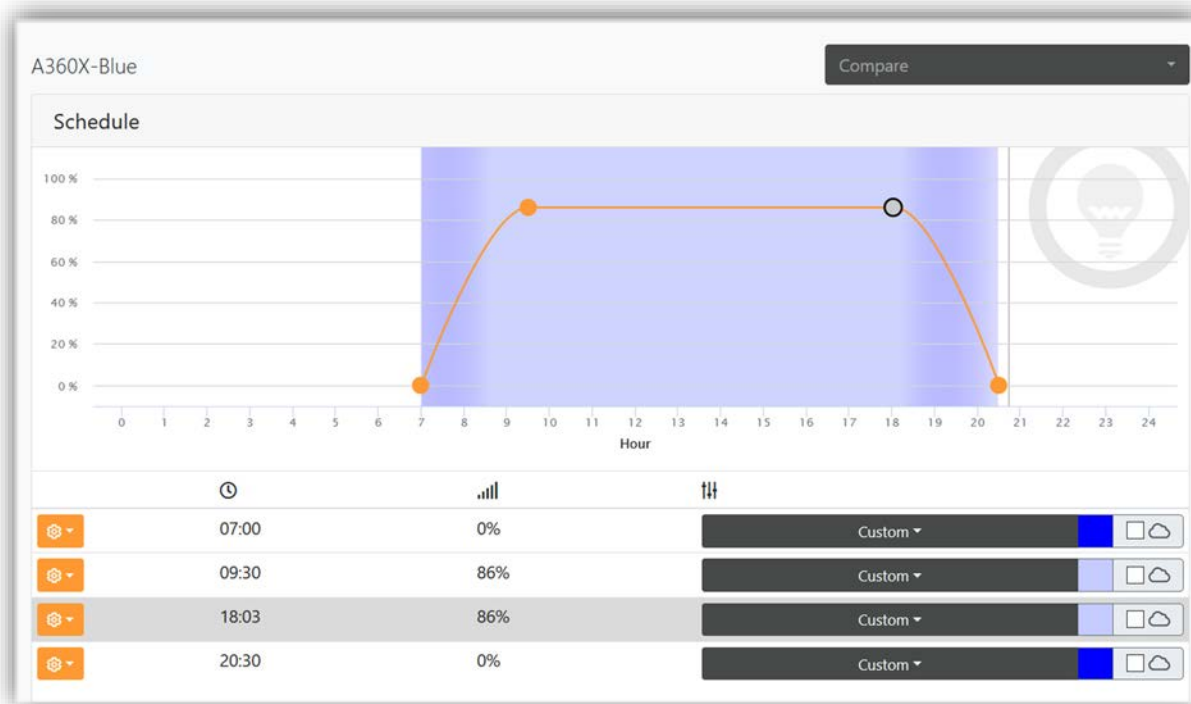 A360X-Blue
Compare
Schedule
100 %
80 %
60 %
40 %
20 %
0 %
0 1 2 3 4 5 6 7 8 9 10 11 12 13 14 15 16 17 18 19 20 21 22 23 24
Hour
07:00 0% Custom
09:30 86% Custom
18:03 86% Custom
20:30 0% Custom